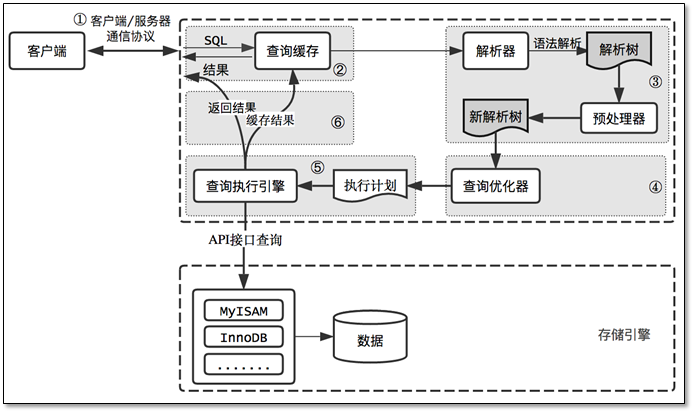 ① 客户端/服务器
通信协议
客户端
SQL
结果
查询缓存
②
解析器
语法解析
解析树
③
预处理器
新解析树
返回结果
缓存结果
⑥
⑤
查询执行引擎
执行计划
查询优化器
④
API接口查询
MyISAM
InnoDB
.......
数据
存储引擎